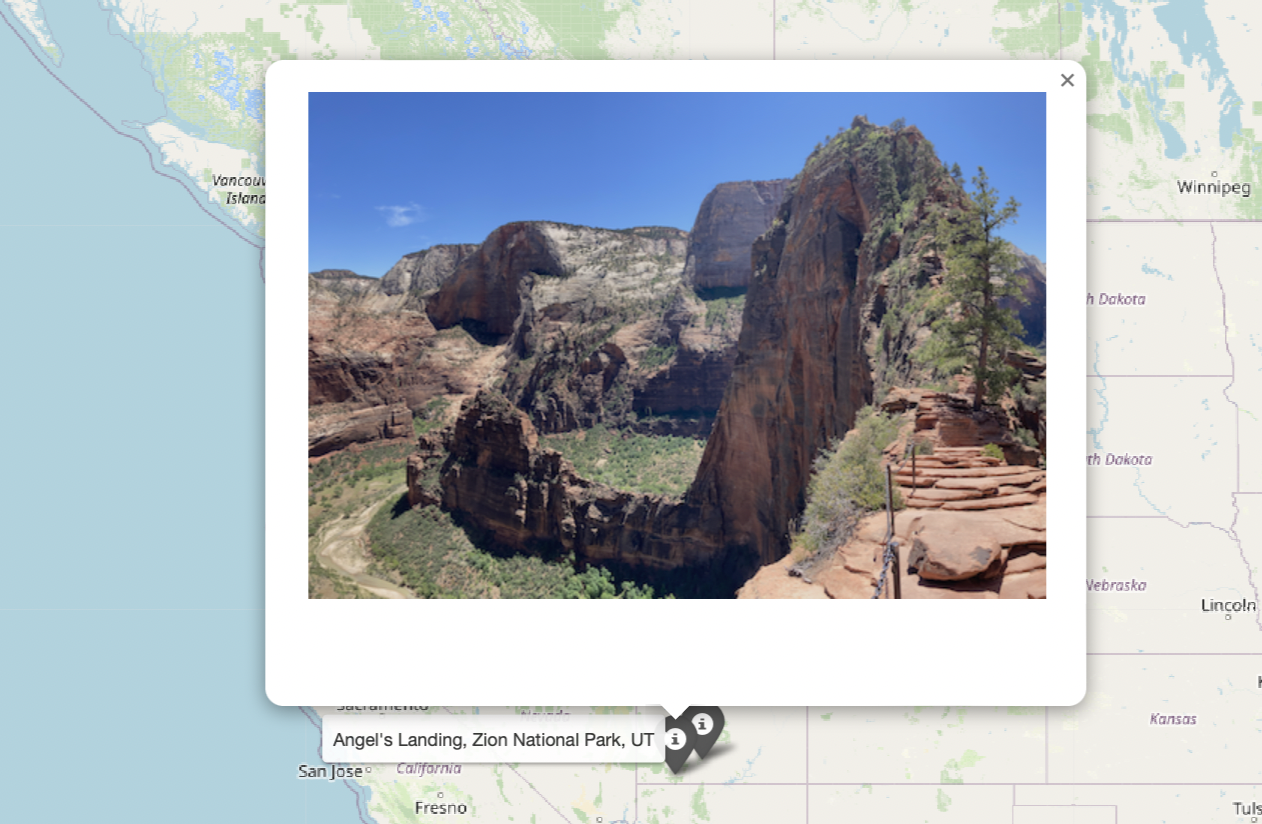 Vancouv
Island
Winnipeg
h Dakota
th Dakota
Nebraska
Lincoln
Sacramento
Nevada
Kansas
Angel's Landing, Zion National Park, UT
San Jose
California
Fresno
Tuls